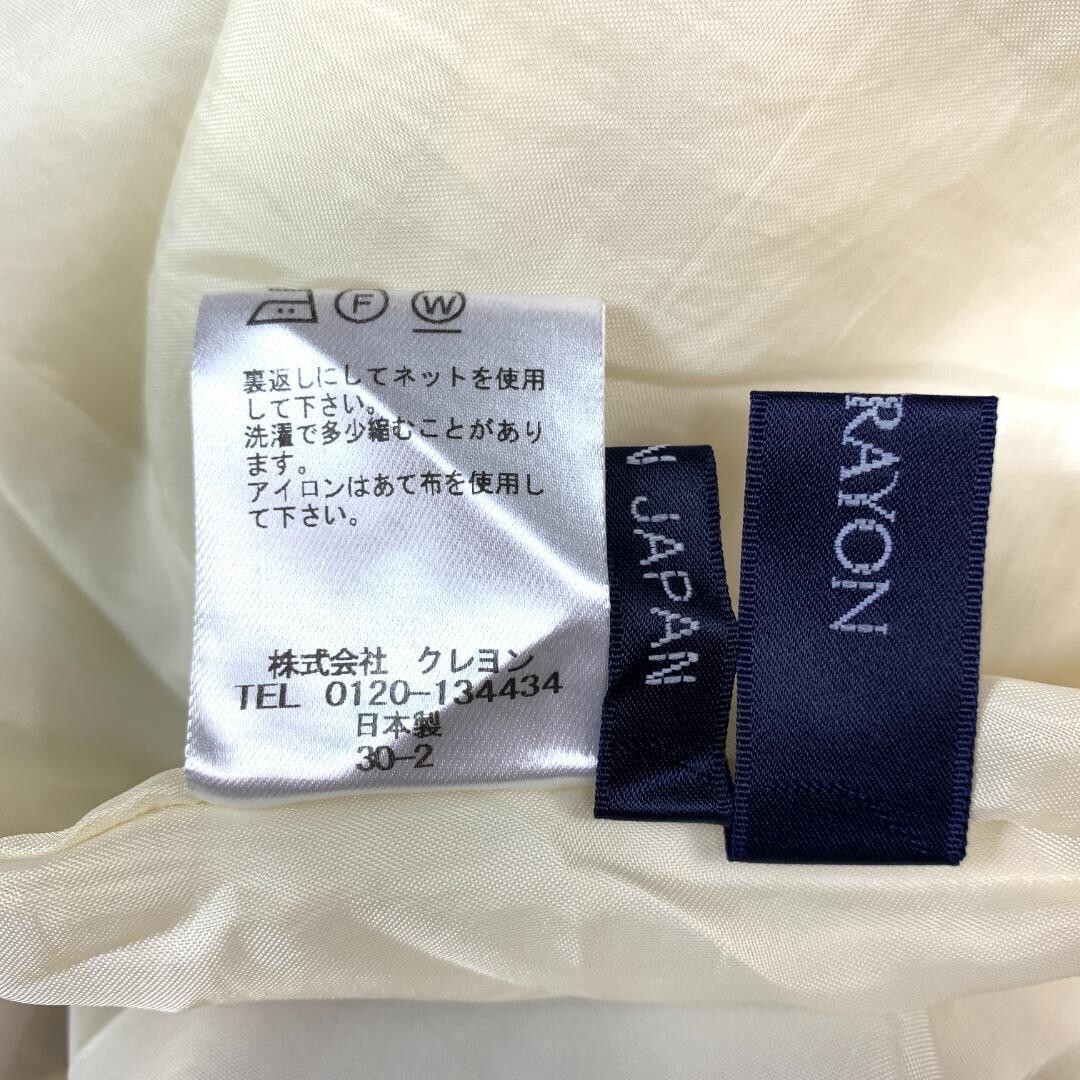 F W
裏返しにしてネットを使用
して下さい。
洗濯で多少縮むことがあり
ます。
アイロンはあて布を使用し
て下さい。
株式会社 クレヨン
TEL 0120-134434
日本製
30-2
N JAPAN
RAYON